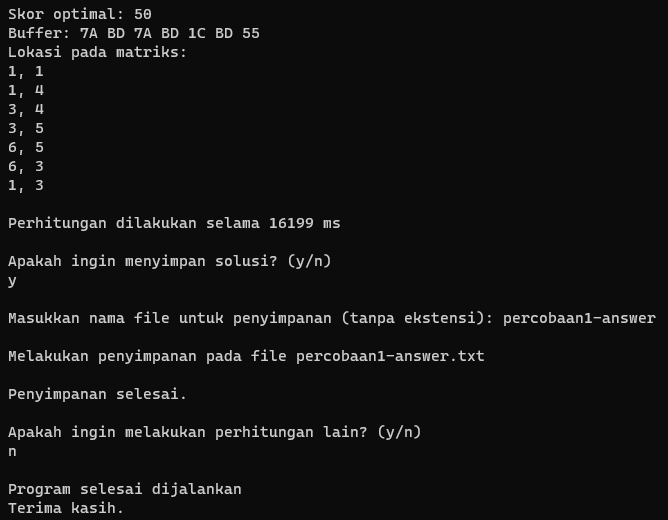 Skor optimal: 50
Buffer: 7A BD 7A BD 1C BD 55
Lokasi pada matriks:
1, 1
1, 4
3, 4
3, 5
6, 5
6, 3
1, 3
Perhitungan dilakukan selama 16199 ms
Apakah ingin menyimpan solusi? (y/n)
y
Masukkan nama file untuk penyimpanan (tanpa ekstensi): percobaan1-answer
Melakukan penyimpanan pada file percobaan1-answer.txt
Penyimpanan selesai.
Apakah ingin melakukan perhitungan lain? (y/n)
n
Program selesai dijalankan
Terima kasih.